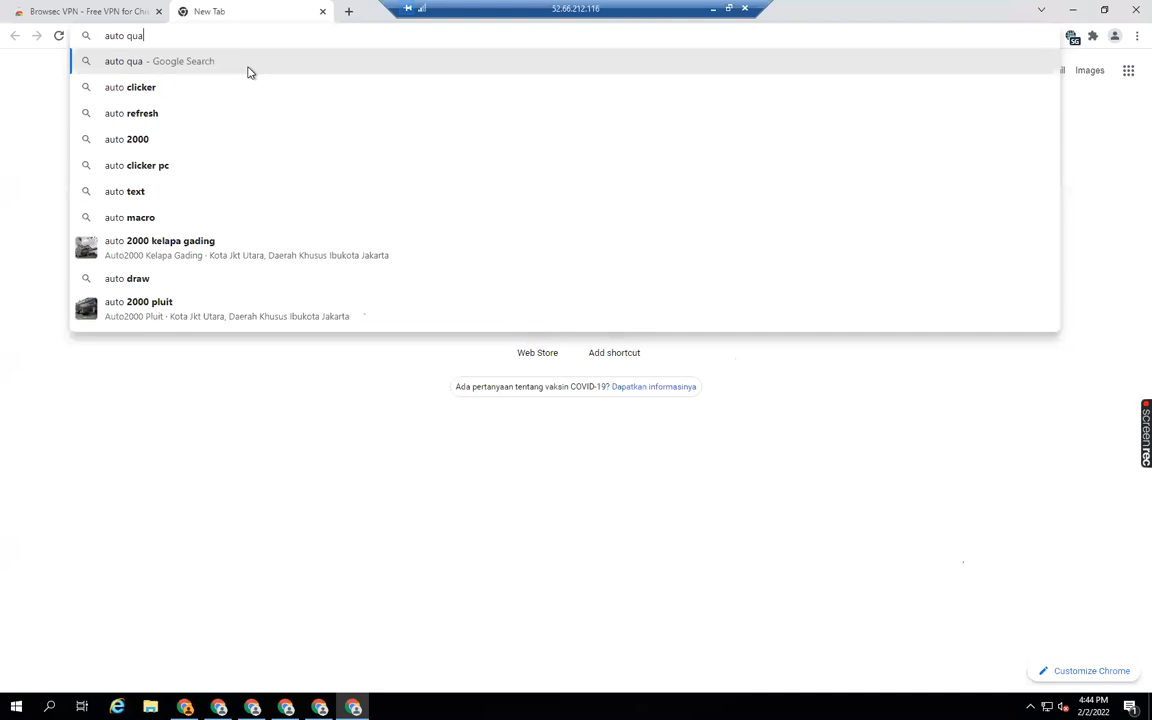 Browsec VPN - Free VPN for Ch
New Tab
52.66.212.116
auto qua
SG
auto qua - Google Search
Images
auto clicker
auto refresh
auto 2000
auto clicker pc
auto text
auto macro
auto 2000 kelapa gading
Auto2000 Kelapa Gading · Kota Jkt Utara, Daerah Khusus Ibukota Jakarta
auto draw
auto 2000 pluit
Auto2000 Pluit · Kota Jkt Utara, Daerah Khusus Ibukota Jakarta
Web Store
Add shortcut
Ada pertanyaan tentang vaksin COVID-19? Dapatkan informasinya
screenrec
Customize Chrome
4:44 PM
2/2/2022